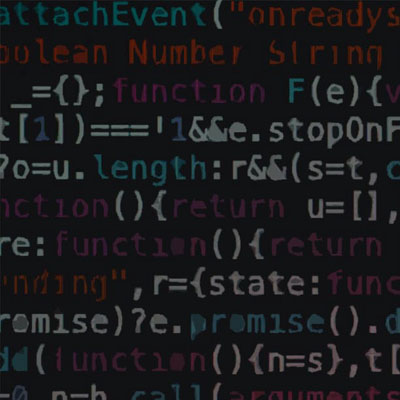 attachEvent("onreadys
oolean Number String
_={};function F(e){v
t[1])==='1&&e.stopOnF
?o=u.length:r&&(s=t,c
nction(){return u=[],
re:function(){return
ending",r={state:func
romise)?e.promise().d
dd(function(){n=s},t[
=0,n=h.call(arguments